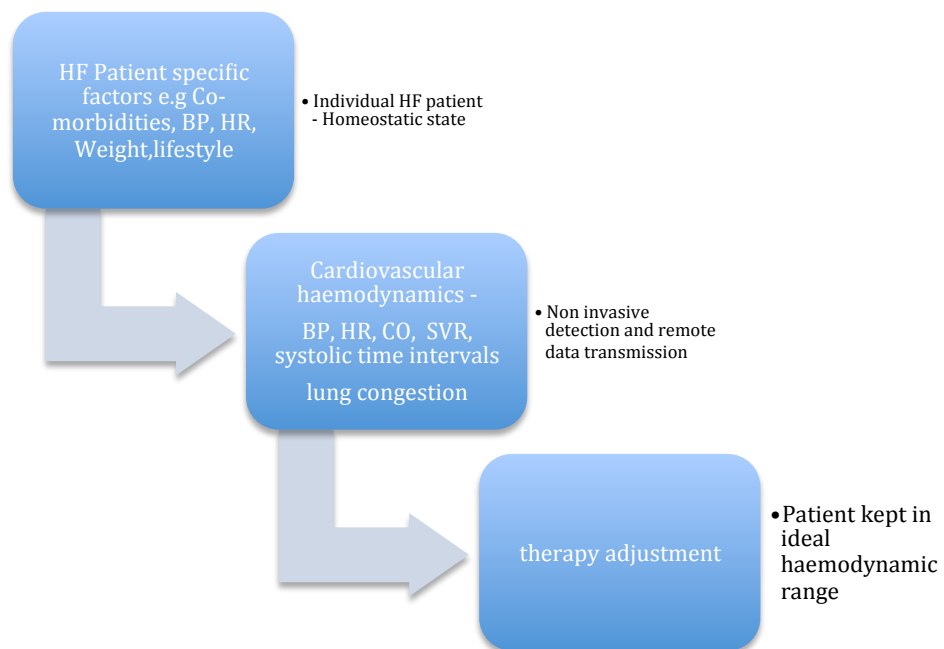 HF Patient specific
factors e.g Co-
morbidities, BP, HR,
Weight,lifestyle
• Individual HF patient
- Homeostatic state
Cardiovascular
haemodynamics -
BP, HR, CO, SVR,
systolic time intervals
lung congestion
• Non invasive
detection and remote
data transmission
therapy adjustment
•Patient kept in
ideal
haemodynamic
range